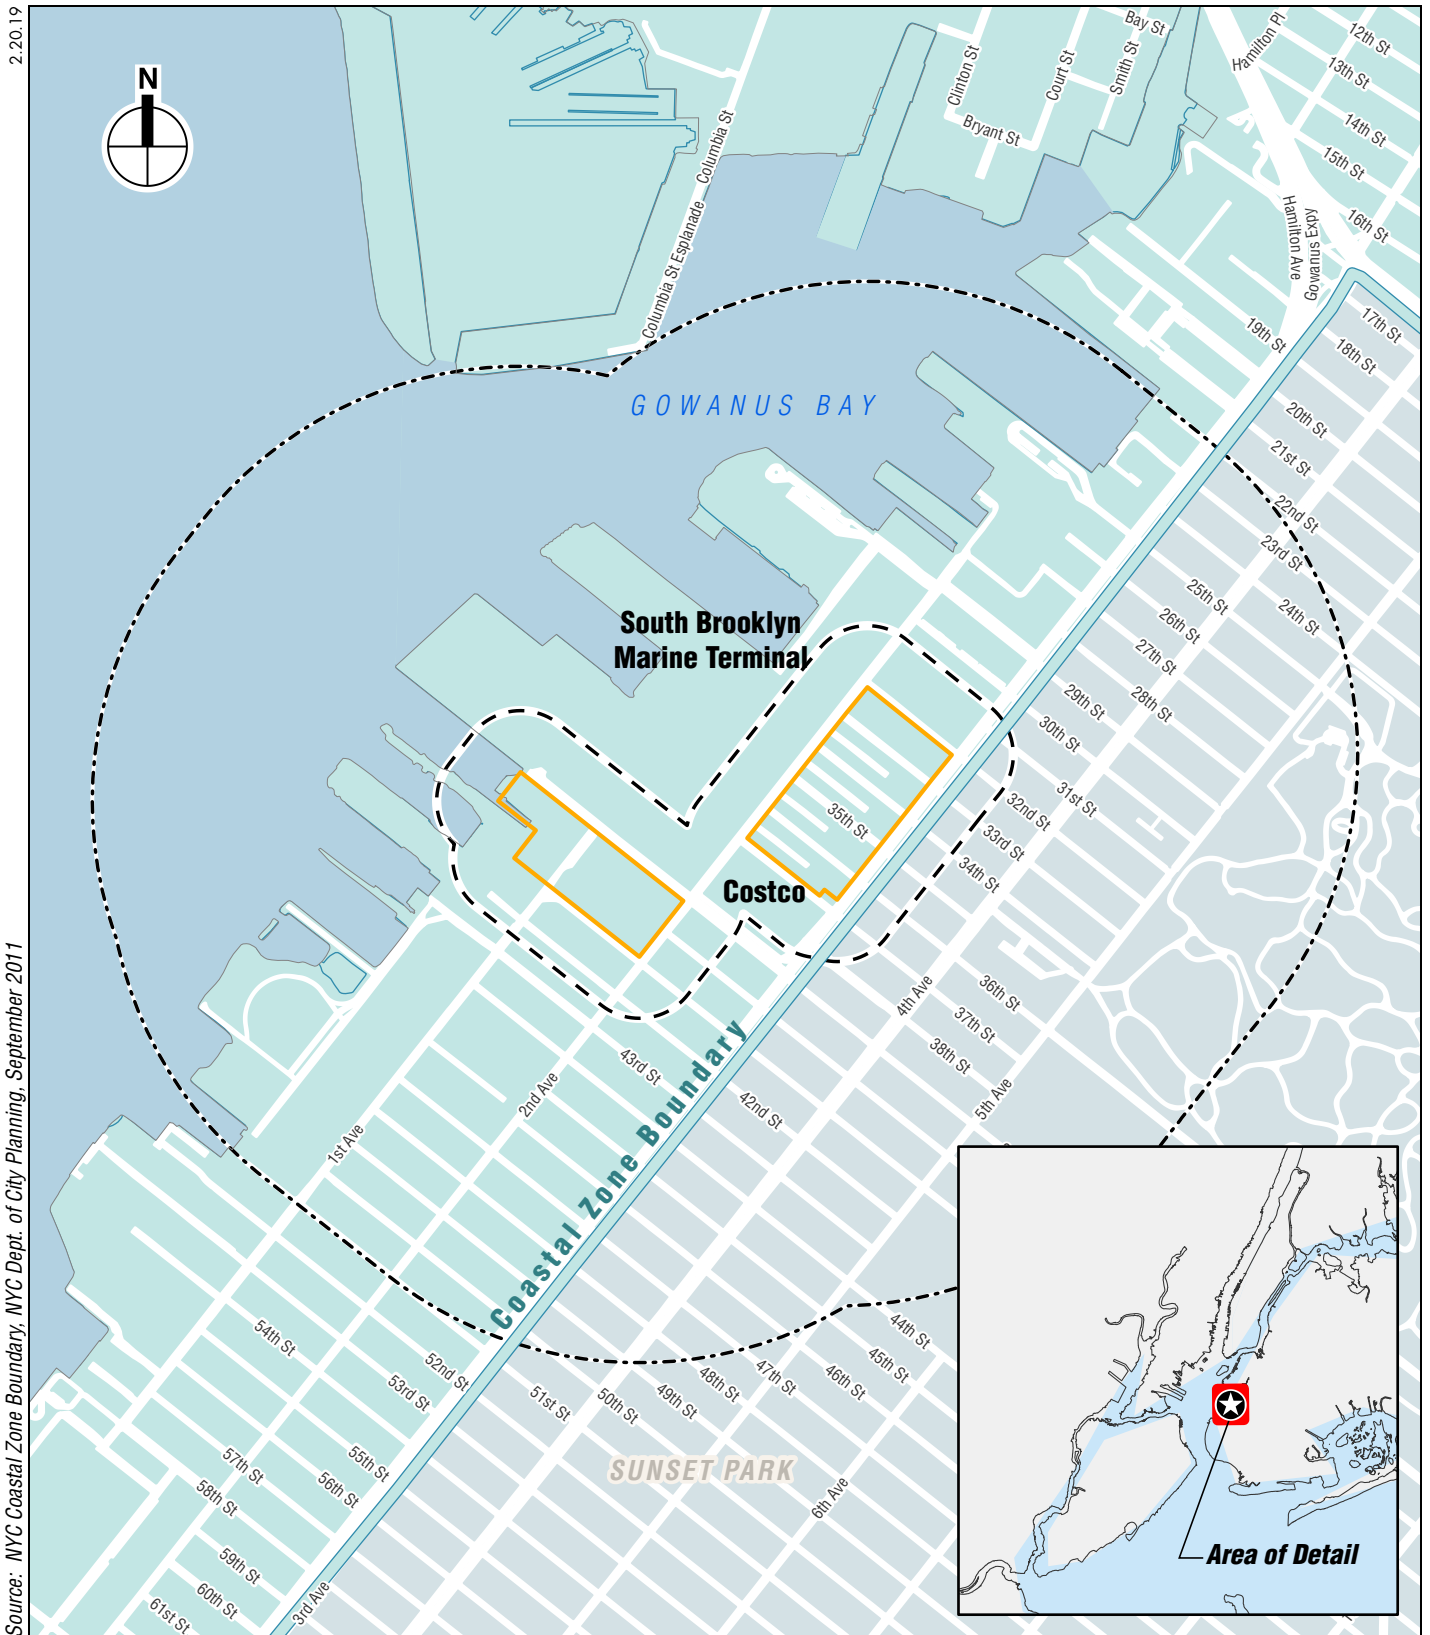 2.20.19
N
Bay St
Hamilton Pl
12th St
13th St
14th St
15th St
16th St
Clinton St
Court St
Smith St
Bryant St
Columbia St
Columbia St Esplanade
Hamilton Ave
Gowanus Expy
17th St
18th St
19th St
20th St
21st St
22nd St
23rd St
24th St
25th St
26th St
27th St
28th St
29th St
30th St
31st St
32nd St
33rd St
34th St
35th St
GOWANUS BAY
South Brooklyn
Marine Terminal
Costco
36th St
37th St
38th St
4th Ave
5th Ave
42nd St
43rd St
2nd Ave
1st Ave
Coastal Zone Boundary
44th St
45th St
46th St
47th St
48th St
49th St
50th St
51st St
52nd St
53rd St
54th St
55th St
56th St
57th St
58th St
59th St
60th St
61st St
3rd Ave
6th Ave
SUNSET PARK
Area of Detail
Source: NYC Coastal Zone Boundary, NYC Dept. of City Planning, September 2011